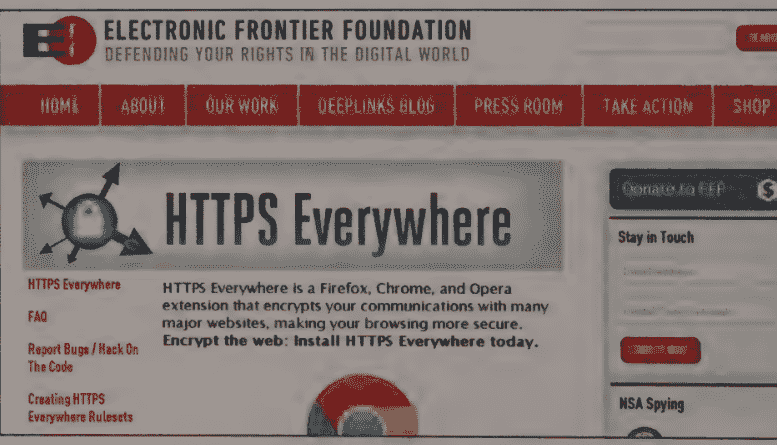 ELECTRONIC FRONTIER FOUNDATION
DEFENDING YOUR RIGHTS IN THE DIGITAL WORLD
HOME ABOUT OUR WORK DEEPLINKS BLOG PRESS ROOM TAKE ACTION SHOP
HTTPS Everywhere
HTTPS Everywhere
FAQ
Report Bugs / Hack On
The Code
Creating HTTPS
Everywhere Rulesets
HTTPS Everywhere is a Firefox, Chrome, and Opera
extension that encrypts your communications with many
major websites, making your browsing more secure.
Encrypt the web: Install HTTPS Everywhere today.
Donate to EFF
Stay in Touch
NSA Spying